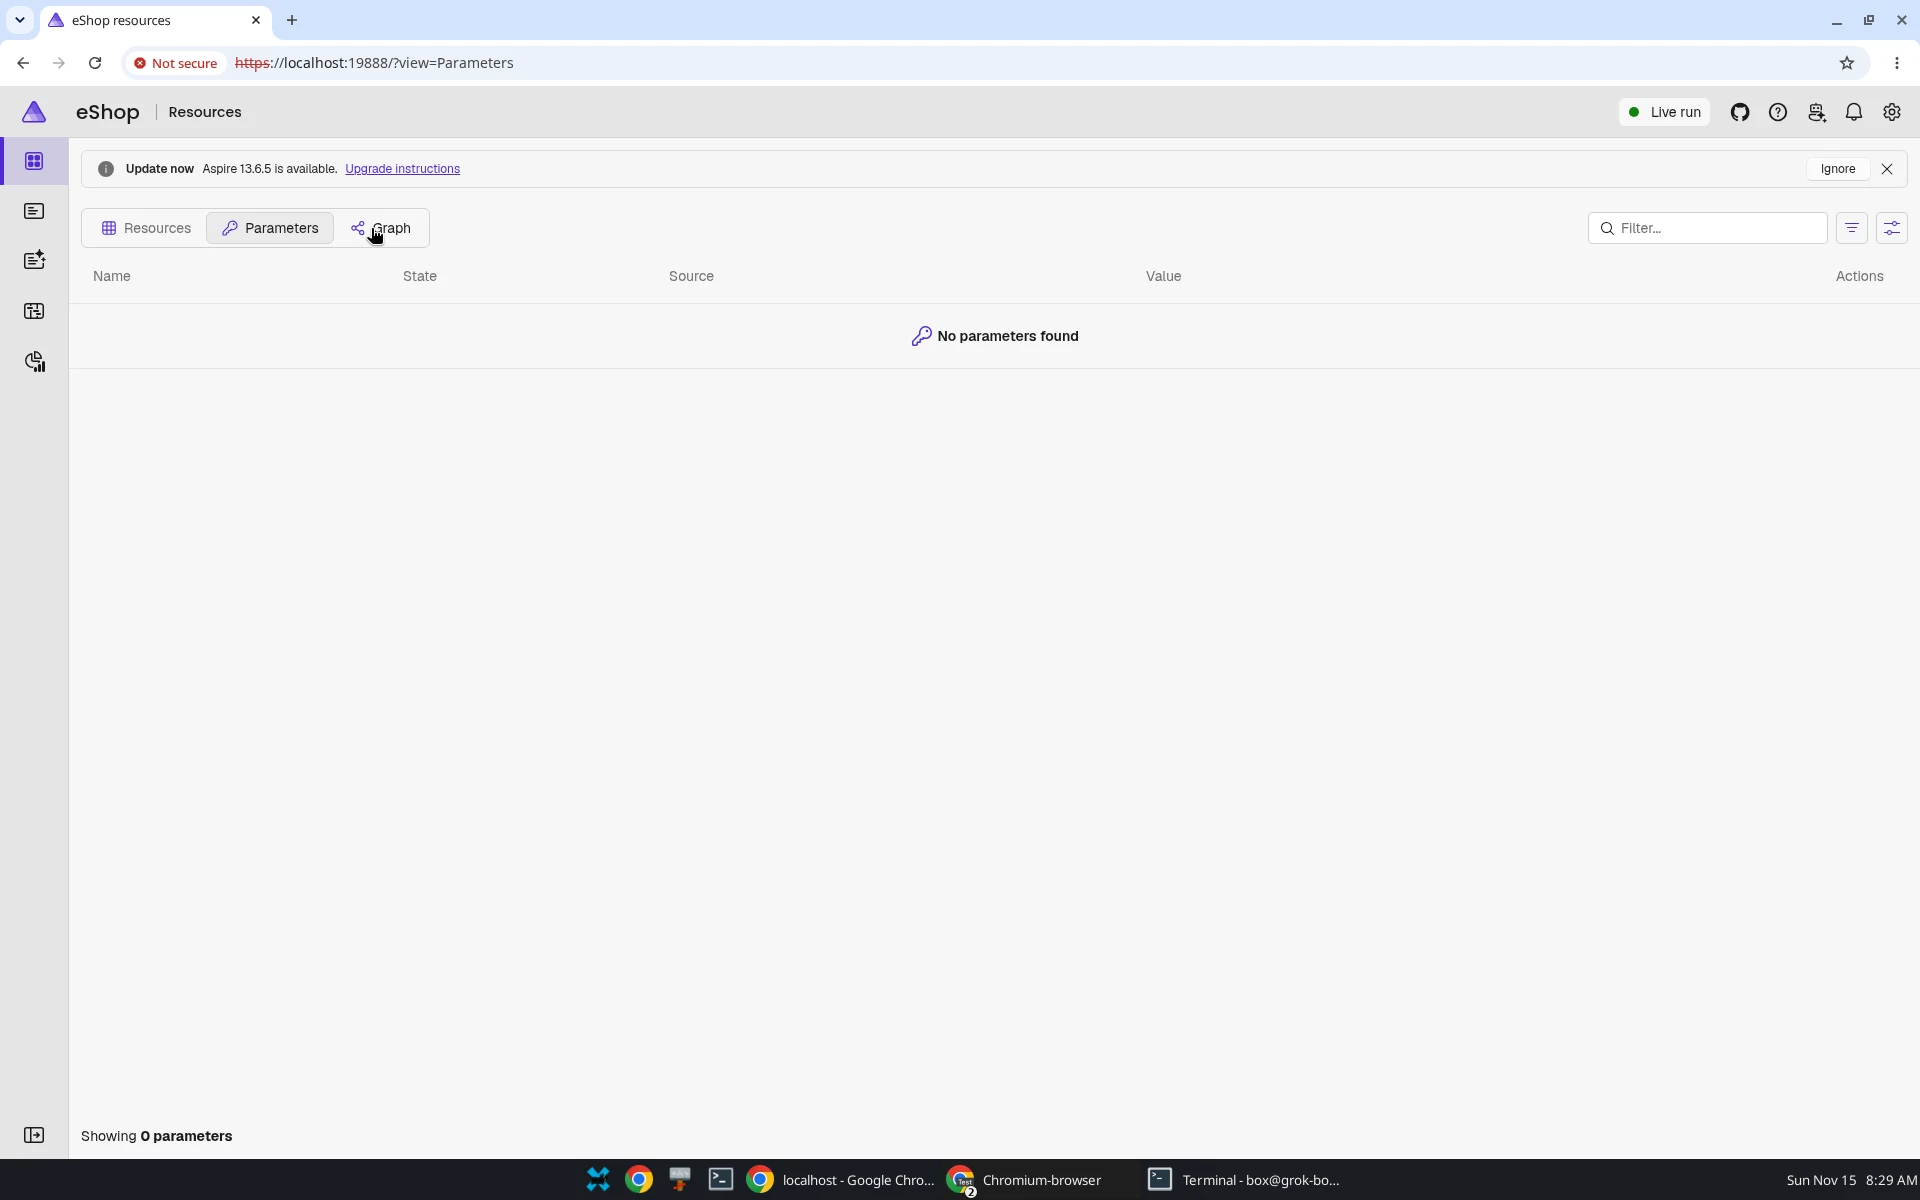 eShop resources
Not secure
https://localhost:19888/?view=Parameters
eShop
Resources
Live run
Update now Aspire 13.6.5 is available. Upgrade instructions
Ignore
Resources
Parameters
Graph
Filter...
Name
State
Source
Value
Actions
No parameters found
Showing 0 parameters
localhost - Google Chro...
Test
2
Chromium-browser
Terminal - box@grok-bo...
Sun Nov 15 8:29 AM